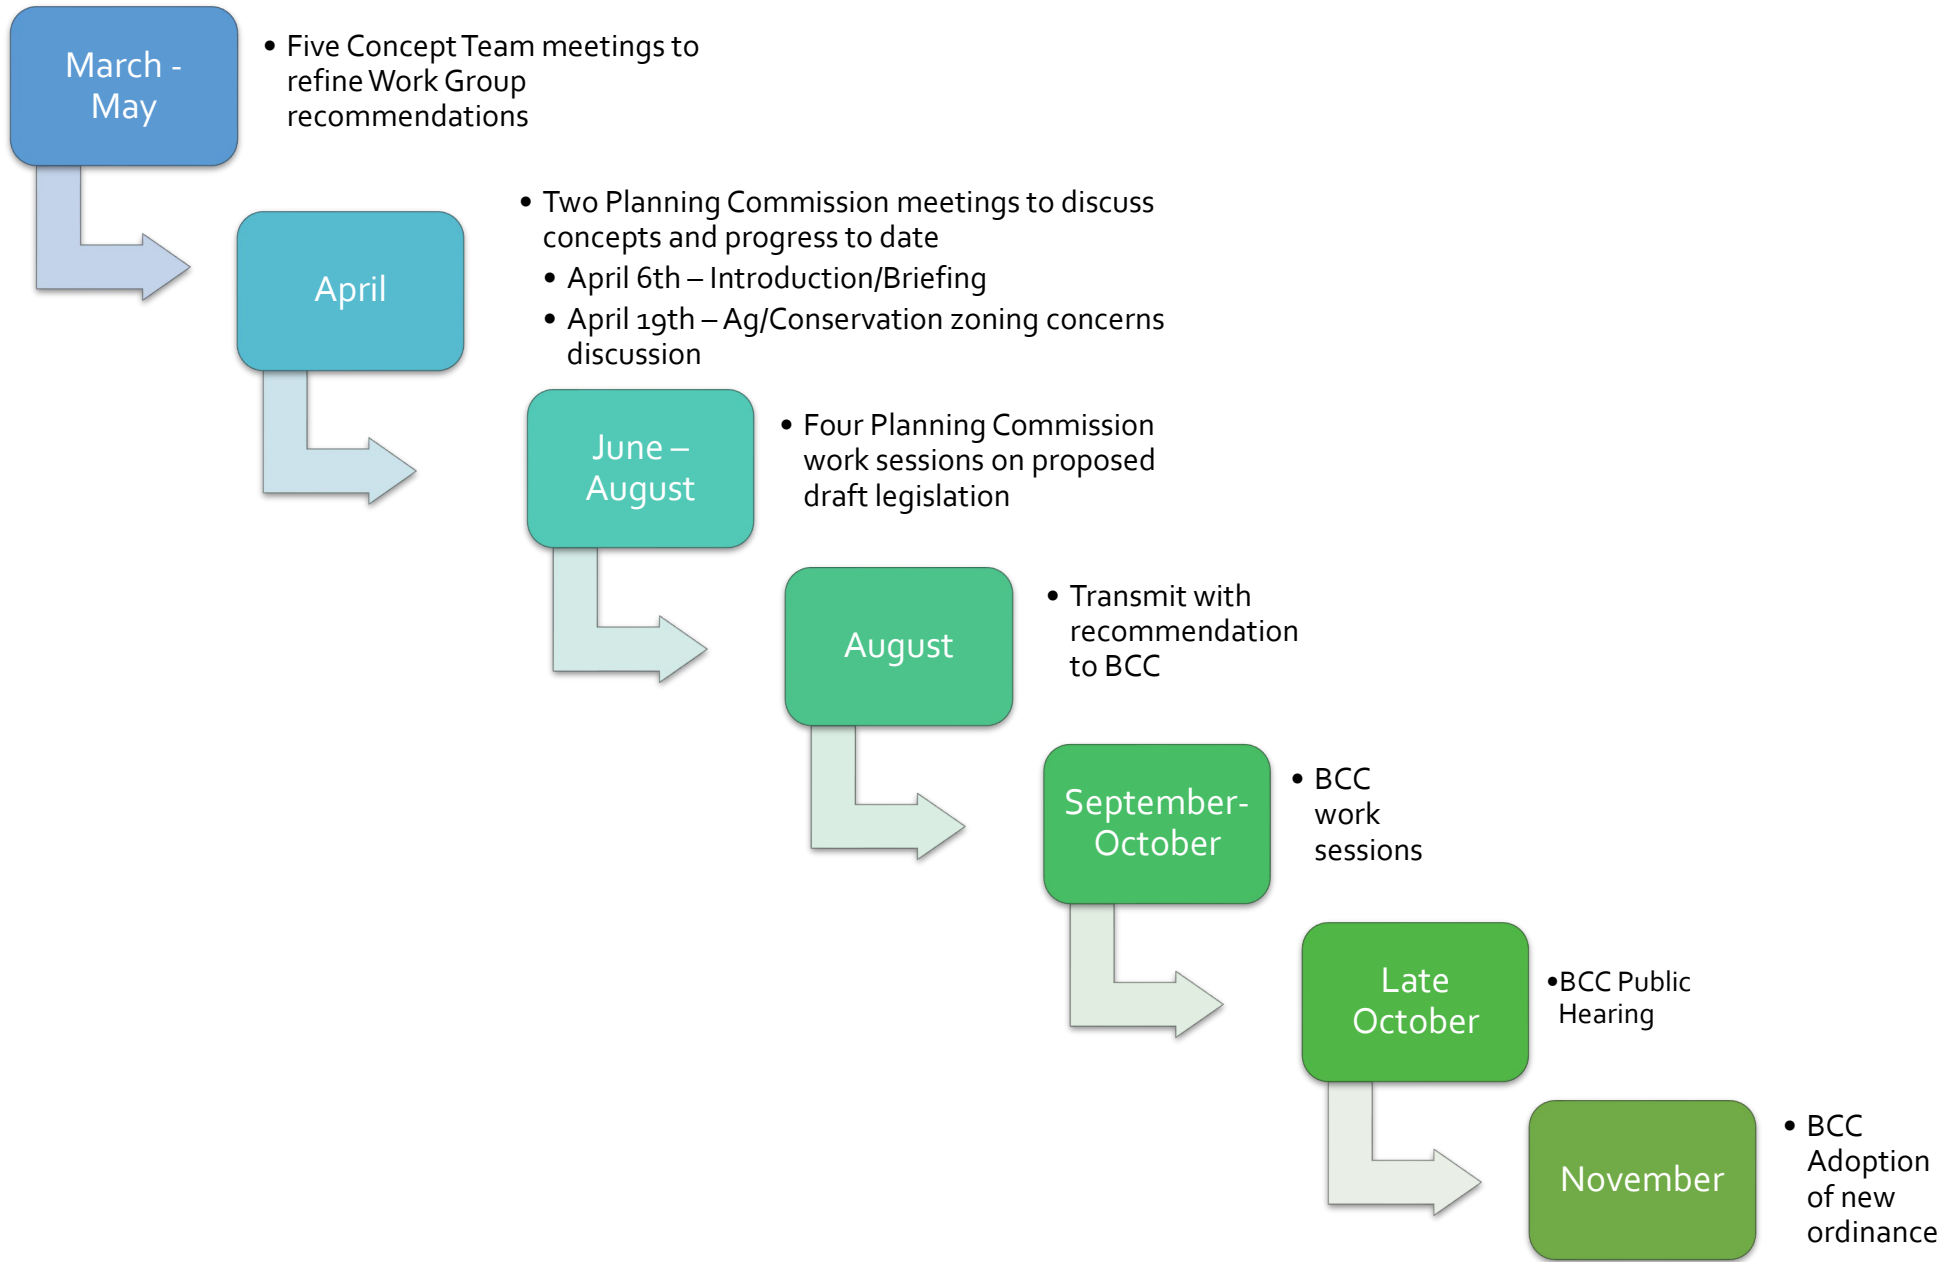 March -
May
• Five Concept Team meetings to
refine Work Group
recommendations
April
• Two Planning Commission meetings to discuss
concepts and progress to date
• April 6th – Introduction/Briefing
• April 19th – Ag/Conservation zoning concerns
discussion
June –
August
• Four Planning Commission
work sessions on proposed
draft legislation
August
• Transmit with
recommendation
to BCC
September-
October
• BCC
work
sessions
Late
October
•BCC Public
Hearing
November
• BCC
Adoption
of new
ordinance